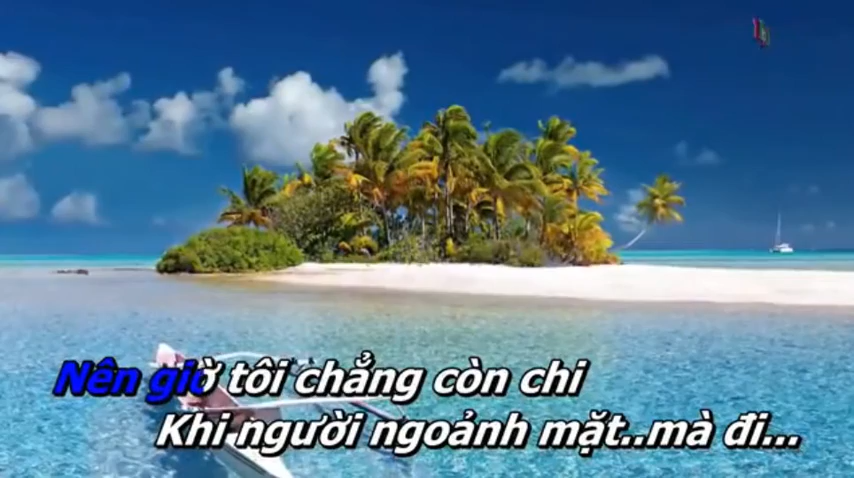 Nên giờ tôi chẳng còn chi
Khi người ngoảnh mặt..mà đi...